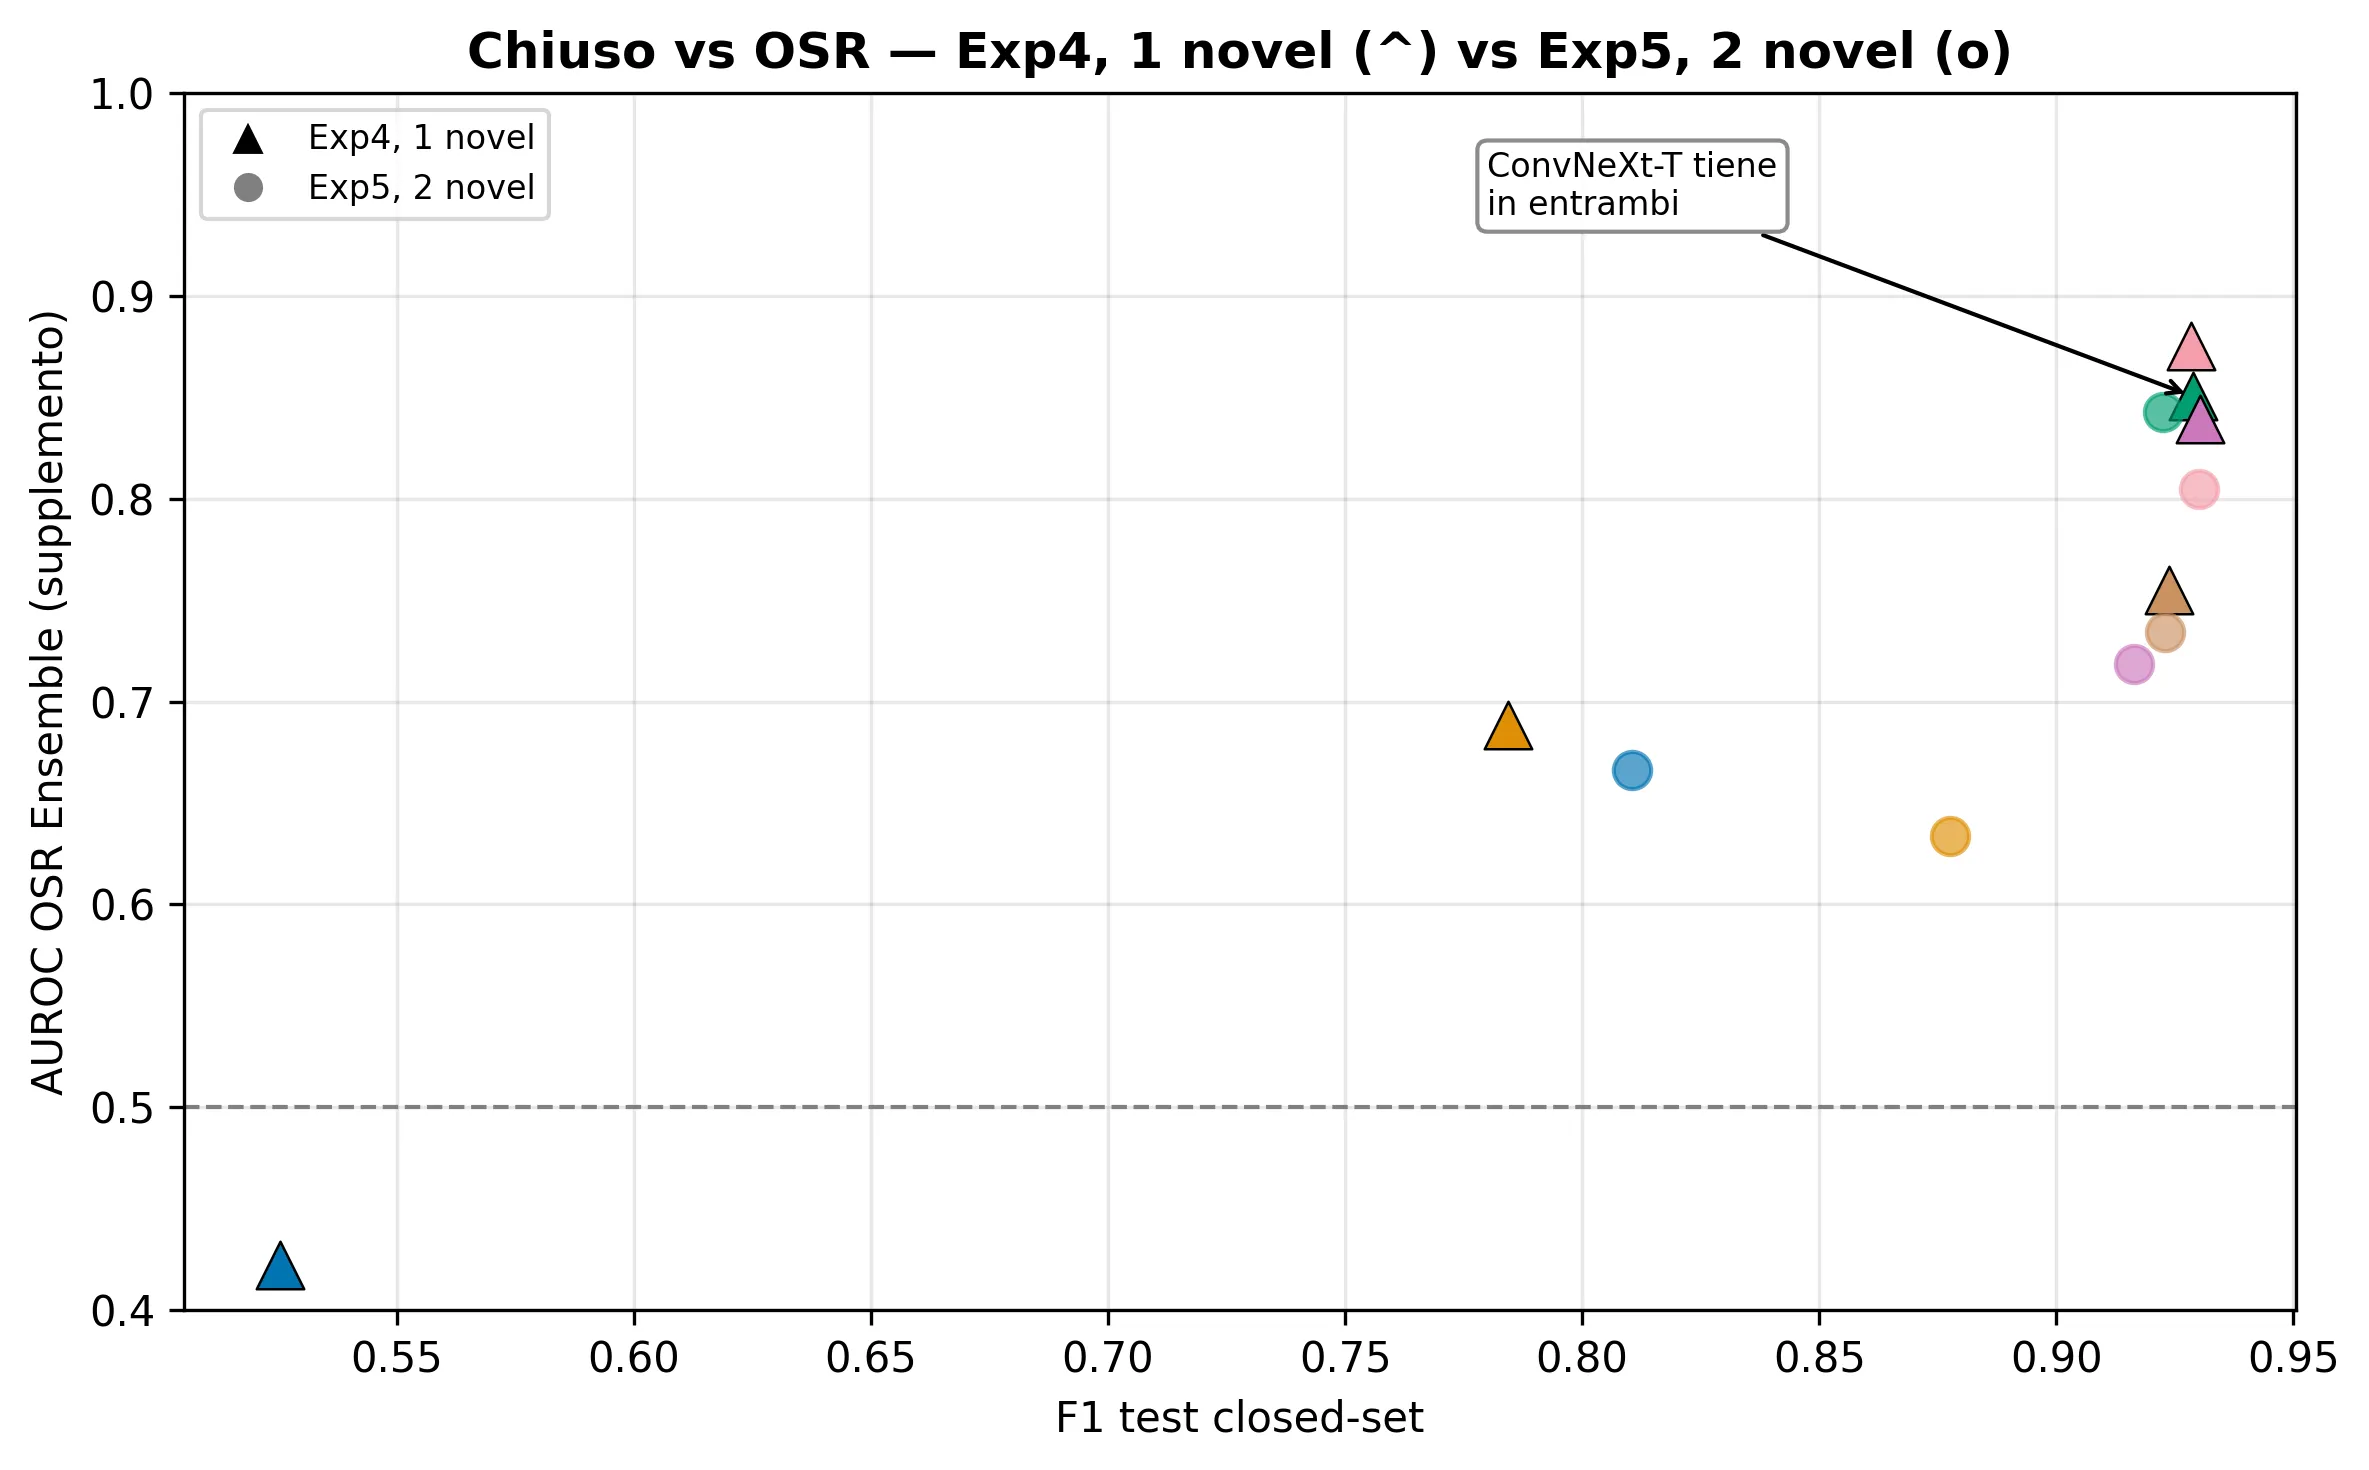 Chiuso vs OSR — Exp4, 1 novel (^) vs Exp5, 2 novel (o)
Exp4, 1 novel
Exp5, 2 novel
ConvNeXt-T tiene
in entrambi
AUROC OSR Ensemble (supplemento)
1.0
0.9
0.8
0.7
0.6
0.5
0.4
0.55
0.60
0.65
0.70
0.75
0.80
0.85
0.90
0.95
F1 test closed-set